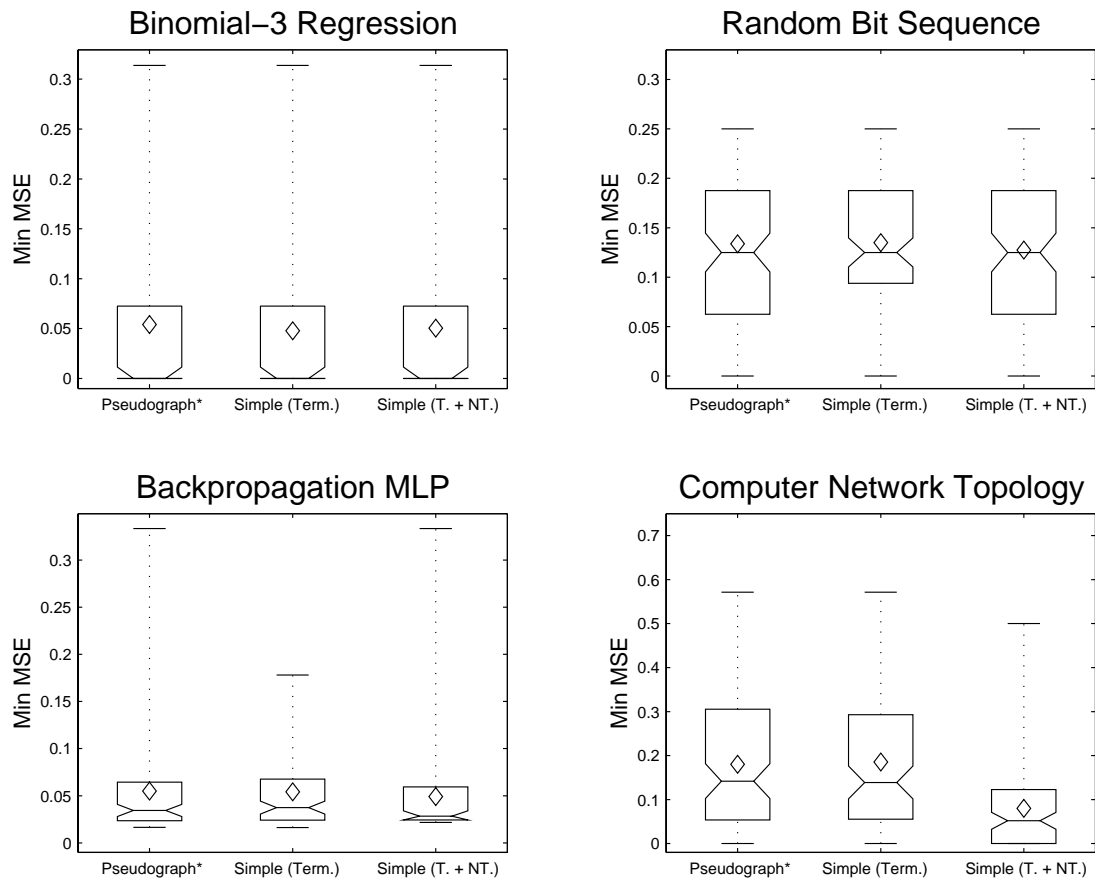 Binomial−3 Regression
Min MSE
0.3
0.25
0.2
0.15
0.1
0.05
0
Pseudograph* Simple (Term.) Simple (T. + NT.)
Random Bit Sequence
Min MSE
0.3
0.25
0.2
0.15
0.1
0.05
0
Pseudograph* Simple (Term.) Simple (T. + NT.)
Backpropagation MLP
Min MSE
0.3
0.25
0.2
0.15
0.1
0.05
0
Pseudograph* Simple (Term.) Simple (T. + NT.)
Computer Network Topology
Min MSE
0.7
0.6
0.5
0.4
0.3
0.2
0.1
0
Pseudograph* Simple (Term.) Simple (T. + NT.)